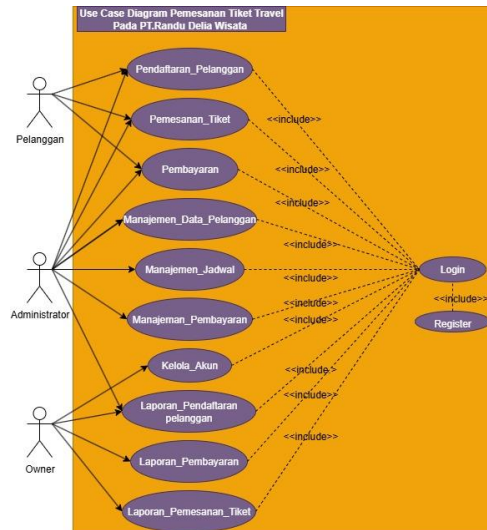 Use Case Diagram Pemesanan Tiket Travel
Pada PT.Randu Delia Wisata
Pendaftaran_Pelanggan
Pelanggan
Pemesanan_Tiket
<<include>>
<<include>>
Pembayaran
<<include>>
Manajemen_Data_Pelanggan
<<include>>
Manajemen_Jadwal
Login
<<include>>
Administrator
Manajeman_Pembayaran
<<include>>
<<include>>
<<include>>
Register
Kelola_Akun
<<include>>
Laporan_Pendaftaran
pelanggan
<<include>>
<<include>>
Owner
Laporan_Pembayaran
Laporan_Pemesanan_Tiket